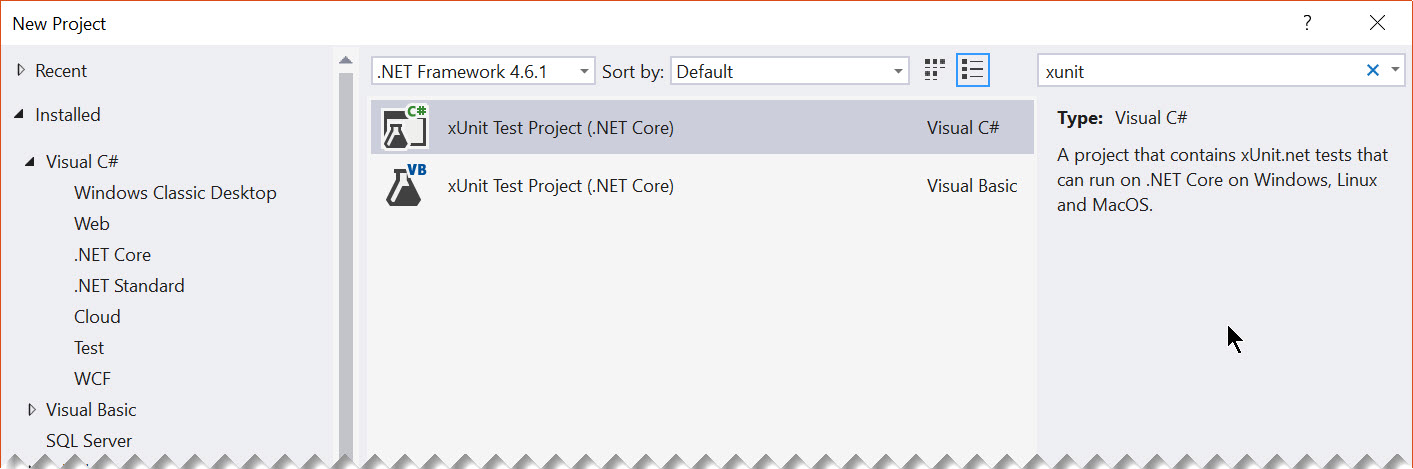 New Project
?
Recent
Installed
Visual C#
Windows Classic Desktop
Web
.NET Core
.NET Standard
Cloud
Test
WCF
Visual Basic
SQL Server
.NET Framework 4.6.1
Sort by: Default
C#
xUnit Test Project (.NET Core) Visual C#
VB
xUnit Test Project (.NET Core) Visual Basic
xunit
Type: Visual C#
A project that contains xUnit.net tests that
can run on .NET Core on Windows, Linux
and MacOS.